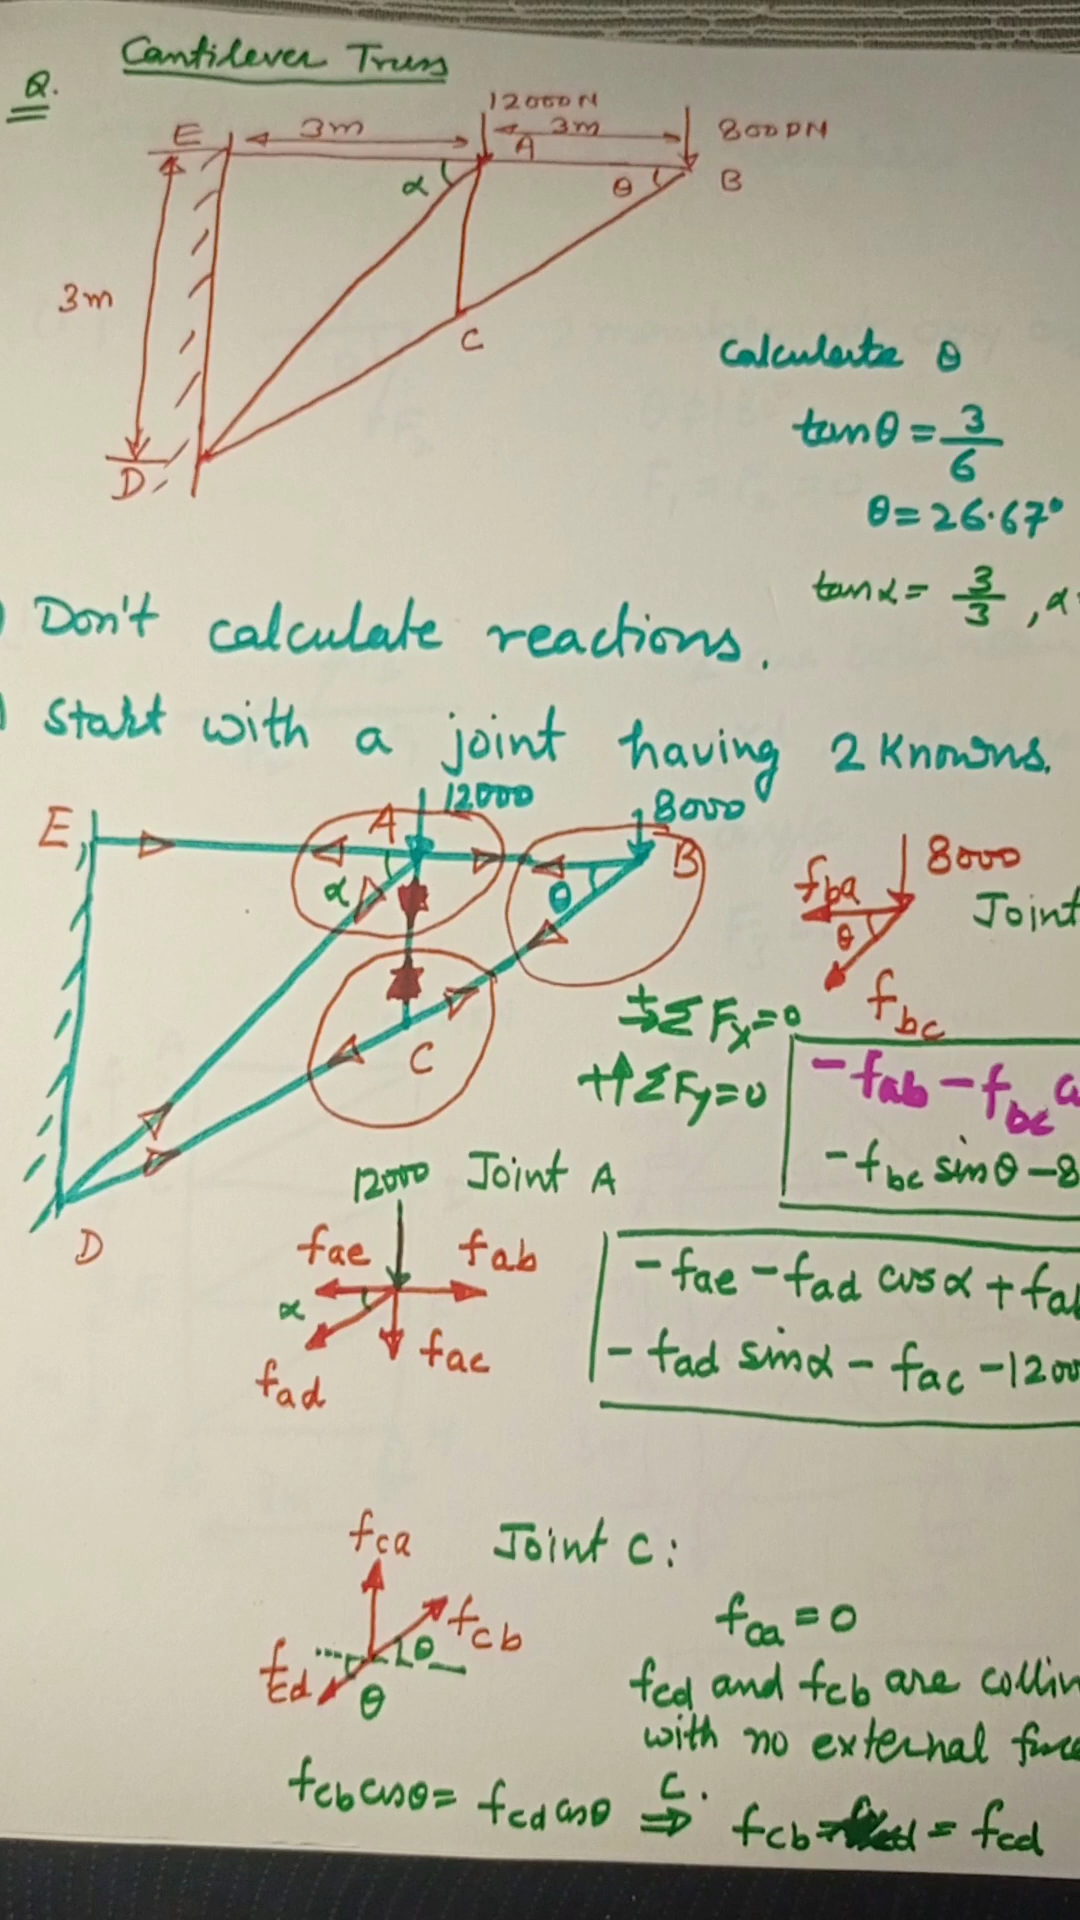 Cantilever Truss
Q.
12000N
E 3m A 3m 8000N
α θ B
3m
C
D
Calculate θ
tanθ = 3/6
θ = 26.67°
tanα = 3/3 , α
Don't calculate reactions.
Start with a joint having 2 knowns.
E A 12000 8000 B
α θ
C
D
fba 8000
θ Joint
fbc
+→ΣFx=0
+↑ΣFy=0
-fab - fbc
-fbc sinθ - 8
12000 Joint A
fae fab
α
fad fac
-fae - fad cosα + fab
- fad sinα - fac - 1200
fca Joint C:
fcb
fcd θ θ
fca = 0
fcd and fcb are collin
with no external force
fcb cosθ = fcd cosθ ⇒ fcb = fcd